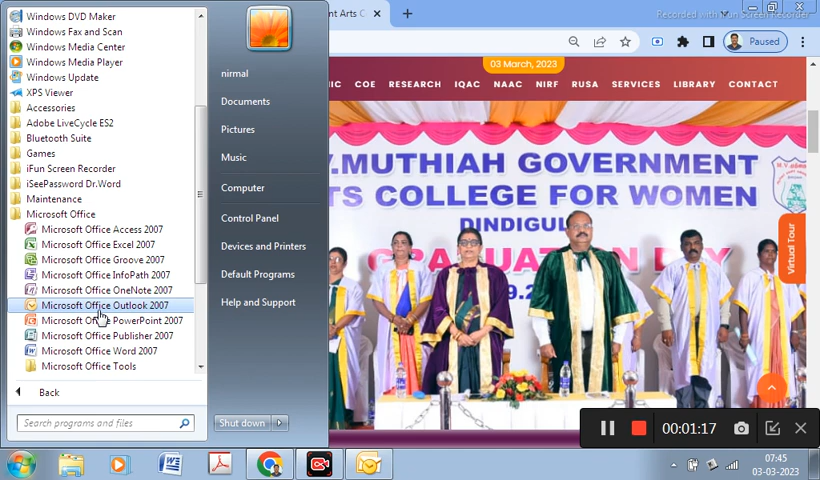 Windows DVD Maker
Windows Fax and Scan
Windows Media Center
Windows Media Player
Windows Update
XPS Viewer
Accessories
Adobe LiveCycle ES2
Bluetooth Suite
Games
iFun Screen Recorder
iSeePassword Dr.Word
Maintenance
Microsoft Office
Microsoft Office Access 2007
Microsoft Office Excel 2007
Microsoft Office Groove 2007
Microsoft Office InfoPath 2007
Microsoft Office OneNote 2007
Microsoft Office Outlook 2007
Microsoft Office PowerPoint 2007
Microsoft Office Publisher 2007
Microsoft Office Word 2007
Microsoft Office Tools
Back
Search programs and files
nirmal
Documents
Pictures
Music
Computer
Control Panel
Devices and Printers
Default Programs
Help and Support
Shut down
nt Arts C
Recorded with iFun Screen Recorder
Paused
03 March, 2023
IC COE RESEARCH IQAC NAAC NIRF RUSA SERVICES LIBRARY CONTACT
V.MUTHIAH GOVERNMENT
TS COLLEGE FOR WOMEN
DINDIGUL
GRADUATION DAY
Virtual Tour
00:01:17
07:45
03-03-2023